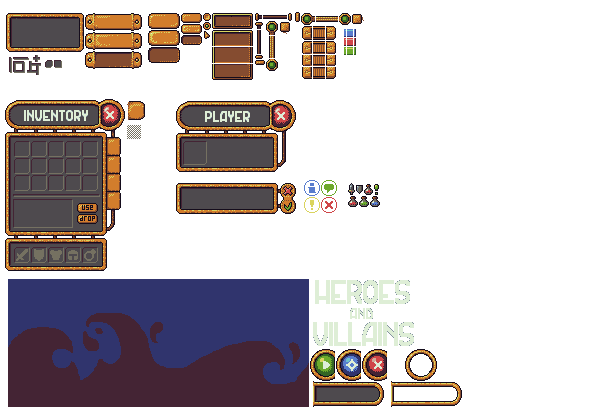 INVENTORY
PLAYER
use
drop
HEROES
AND
VILLAINS